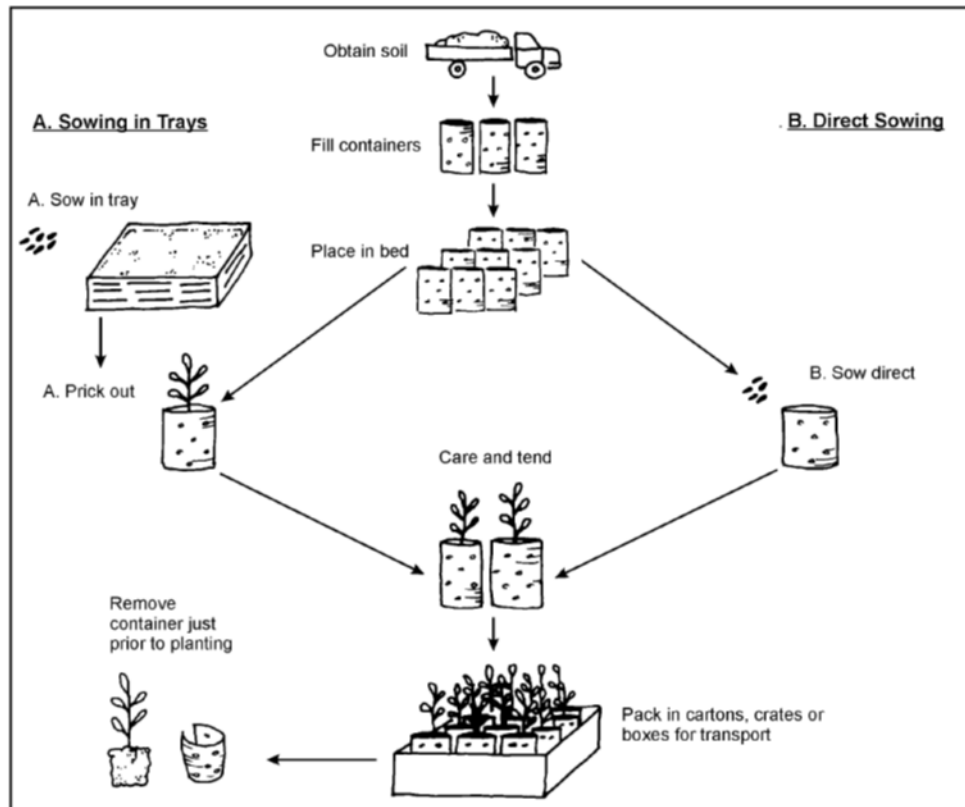 Obtain soil
A. Sowing in Trays
. B. Direct Sowing
Fill containers
A. Sow in tray
Place in bed
A. Prick out
B. Sow direct
Care and tend
Remove
container just
prior to planting
Pack in cartons, crates or
boxes for transport